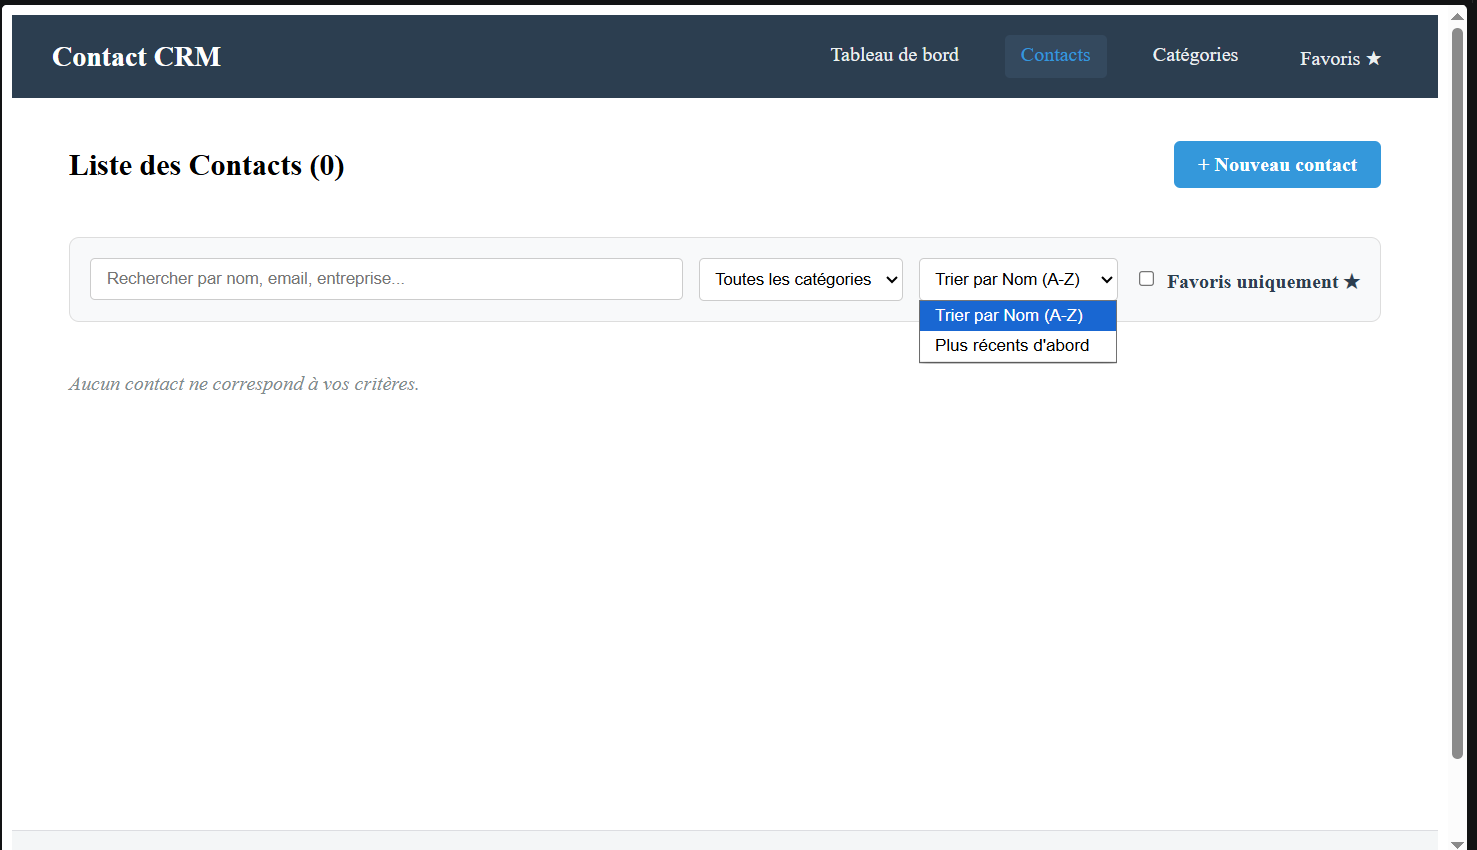 Contact CRM
Tableau de bord
Contacts
Catégories
Favoris ★
Liste des Contacts (0)
+ Nouveau contact
Rechercher par nom, email, entreprise...
Toutes les catégories
Trier par Nom (A-Z)
Favoris uniquement ★
Trier par Nom (A-Z)
Plus récents d'abord
Aucun contact ne correspond à vos critères.